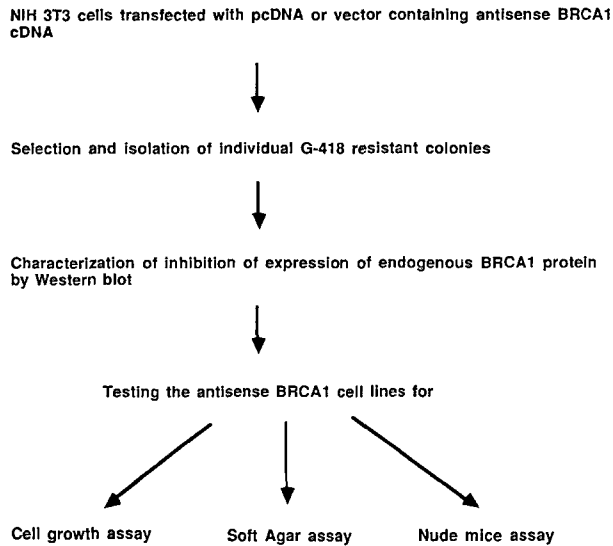 NIH 3T3 cells transfected with pcDNA or vector containing antisense BRCA1
cDNA
Selection and isolation of individual G-418 resistant colonies
Characterization of inhibition of expression of endogenous BRCA1 protein
by Western blot
Testing the antisense BRCA1 cell lines for
Cell growth assay Soft Agar assay Nude mice assay